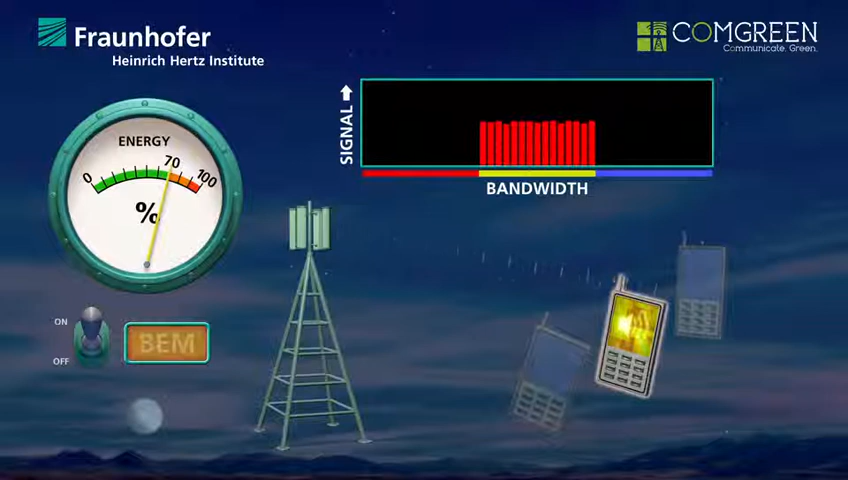 Fraunhofer
Heinrich Hertz Institute
COMGREEN
Communicate. Green.
SIGNAL
BANDWIDTH
ENERGY
0
70
100
%
ON
OFF
BEM